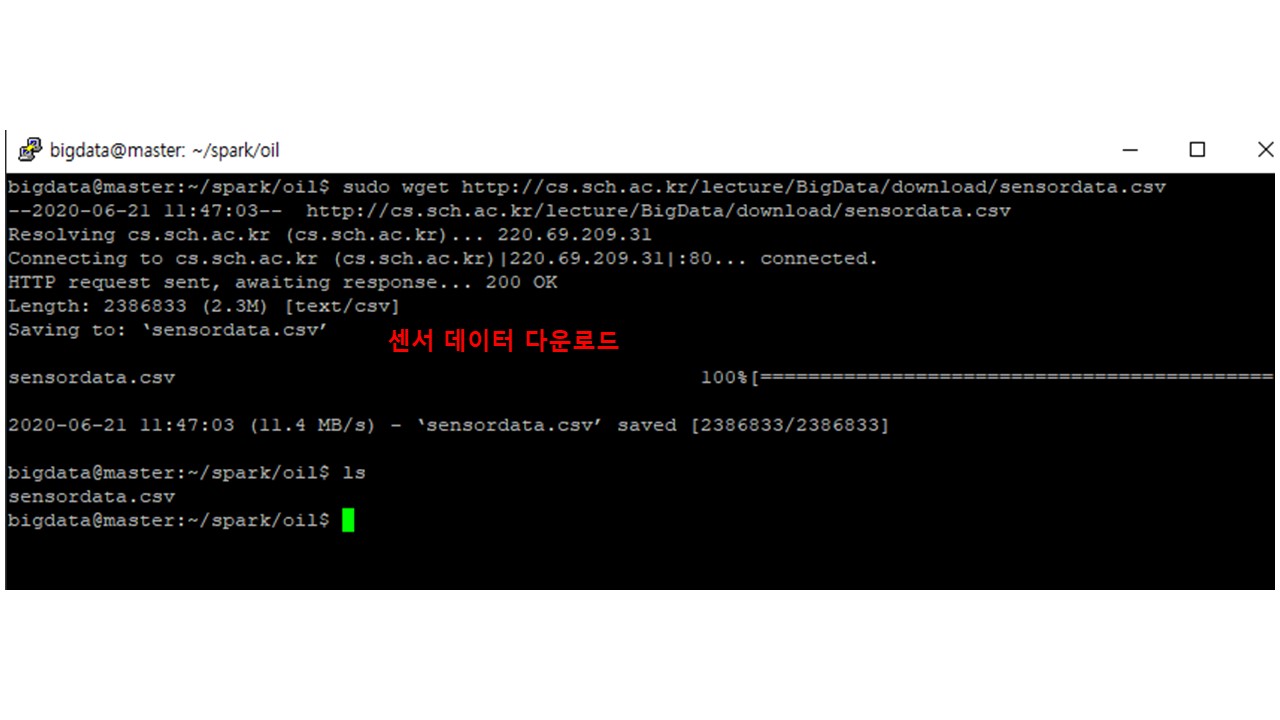 bigdata@master: ~/spark/oil
bigdata@master:~/spark/oil$ sudo wget http://cs.sch.ac.kr/lecture/BigData/download/sensordata.csv
--2020-06-21 11:47:03--  http://cs.sch.ac.kr/lecture/BigData/download/sensordata.csv
Resolving cs.sch.ac.kr (cs.sch.ac.kr)... 220.69.209.31
Connecting to cs.sch.ac.kr (cs.sch.ac.kr)|220.69.209.31|:80... connected.
HTTP request sent, awaiting response... 200 OK
Length: 2386833 (2.3M) [text/csv]
Saving to: ‘sensordata.csv’
센서 데이터 다운로드
sensordata.csv 100%[===========================================
2020-06-21 11:47:03 (11.4 MB/s) - ‘sensordata.csv’ saved [2386833/2386833]
bigdata@master:~/spark/oil$ ls
sensordata.csv
bigdata@master:~/spark/oil$